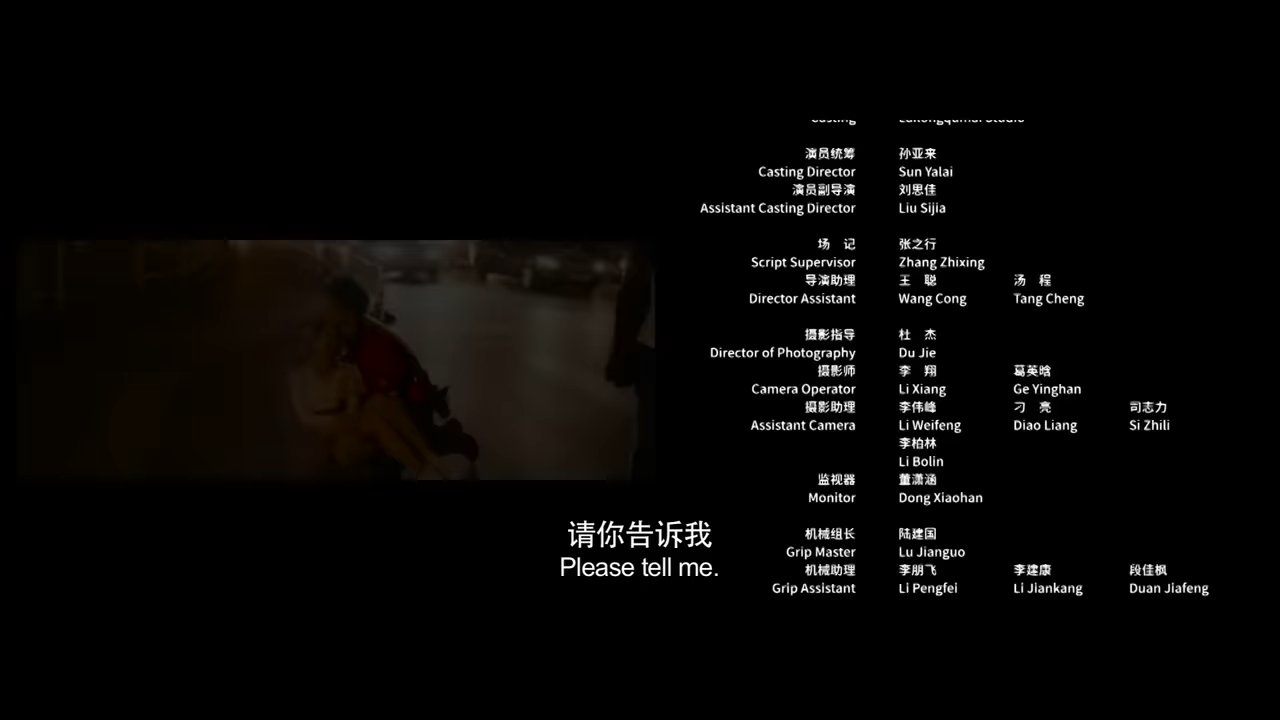 Casting
演员统筹 孙亚来
Casting Director Sun Yalai
演员副导演 刘思佳
Assistant Casting Director Liu Sijia
场 记 张之行
Script Supervisor Zhang Zhixing
导演助理 王 聪 汤 程
Director Assistant Wang Cong Tang Cheng
摄影指导 杜 杰
Director of Photography Du Jie
摄影师 李 翔 葛英晗
Camera Operator Li Xiang Ge Yinghan
摄影助理 李伟峰 刁 亮 司志力
Assistant Camera Li Weifeng Diao Liang Si Zhili
李柏林
Li Bolin
监视器 董潇涵
Monitor Dong Xiaohan
机械组长 陆建国
Grip Master Lu Jianguo
机械助理 李朋飞 李建康 段佳枫
Grip Assistant Li Pengfei Li Jiankang Duan Jiafeng
请你告诉我
Please tell me.